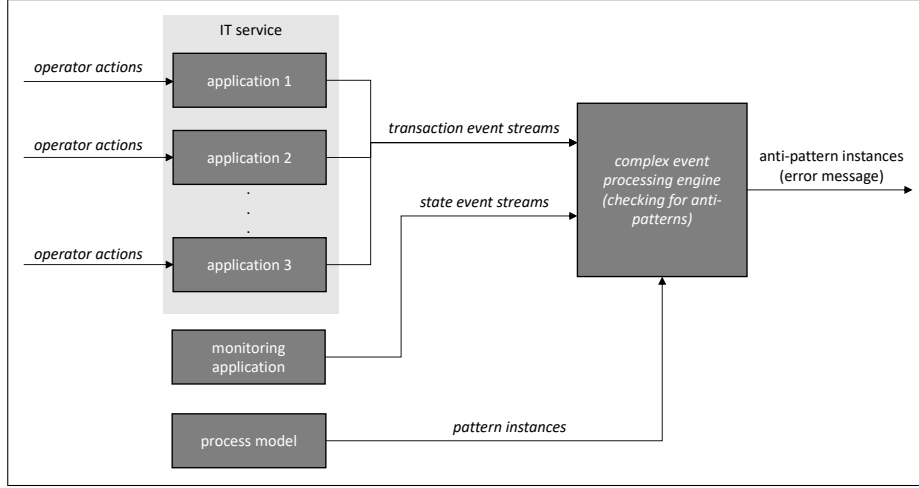 IT service
operator actions
application 1
operator actions
application 2
transaction event streams
.
.
.
state event streams
operator actions
application 3
complex event
processing engine
(checking for anti-
patterns)
anti-pattern instances
(error message)
monitoring
application
process model
pattern instances